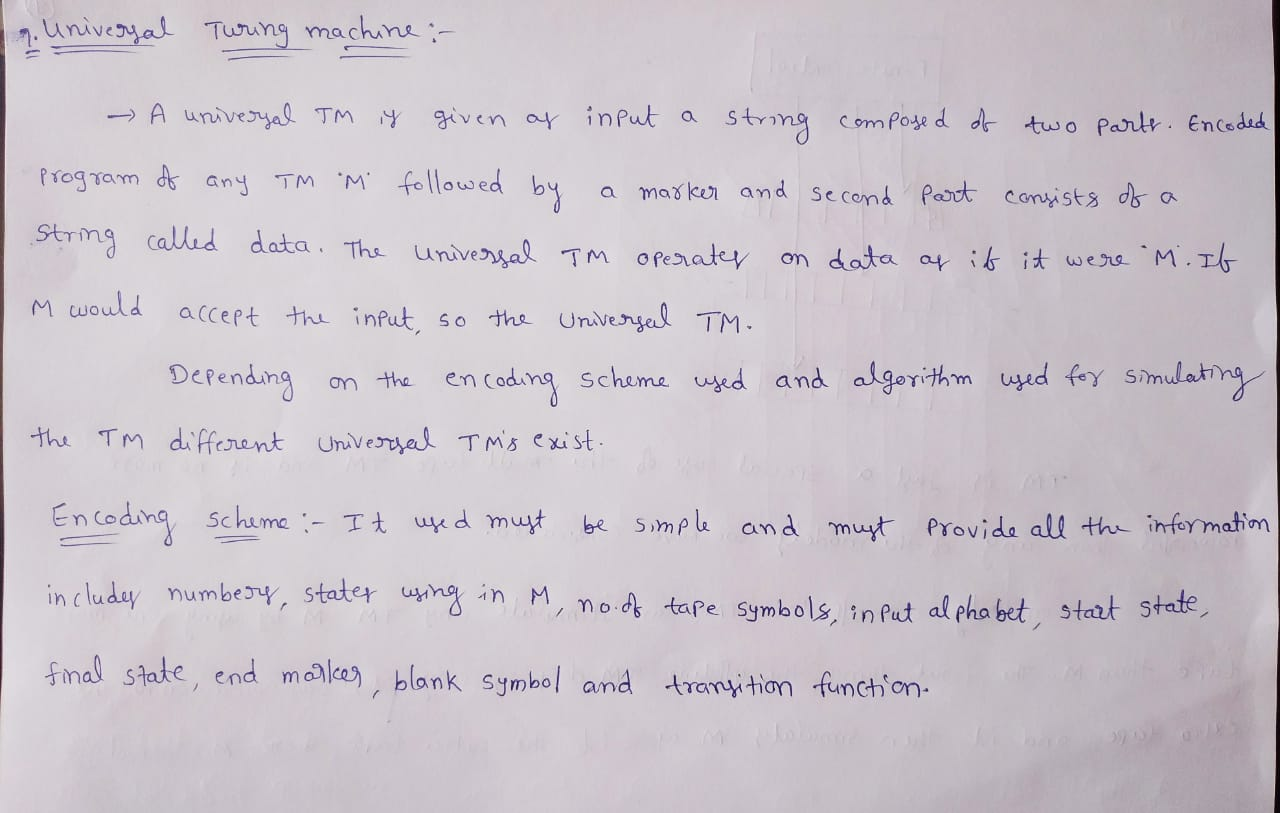 9. Universal Turing machine :-
→ A universal TM is given as input a string composed of two parts. Encoded
program of any TM 'M' followed by a marker and second part consists of a
string called data. The universal TM operates on data as if it were 'M'. If
M would accept the input, so the Universal TM.
Depending on the encoding scheme used and algorithm used for simulating
the TM different universal TM's exist.
Encoding scheme :- It used must be simple and must provide all the information
includes numbers, states using in M, no. of tape symbols, input alphabet, start state,
final state, end marker, blank symbol and transition function.